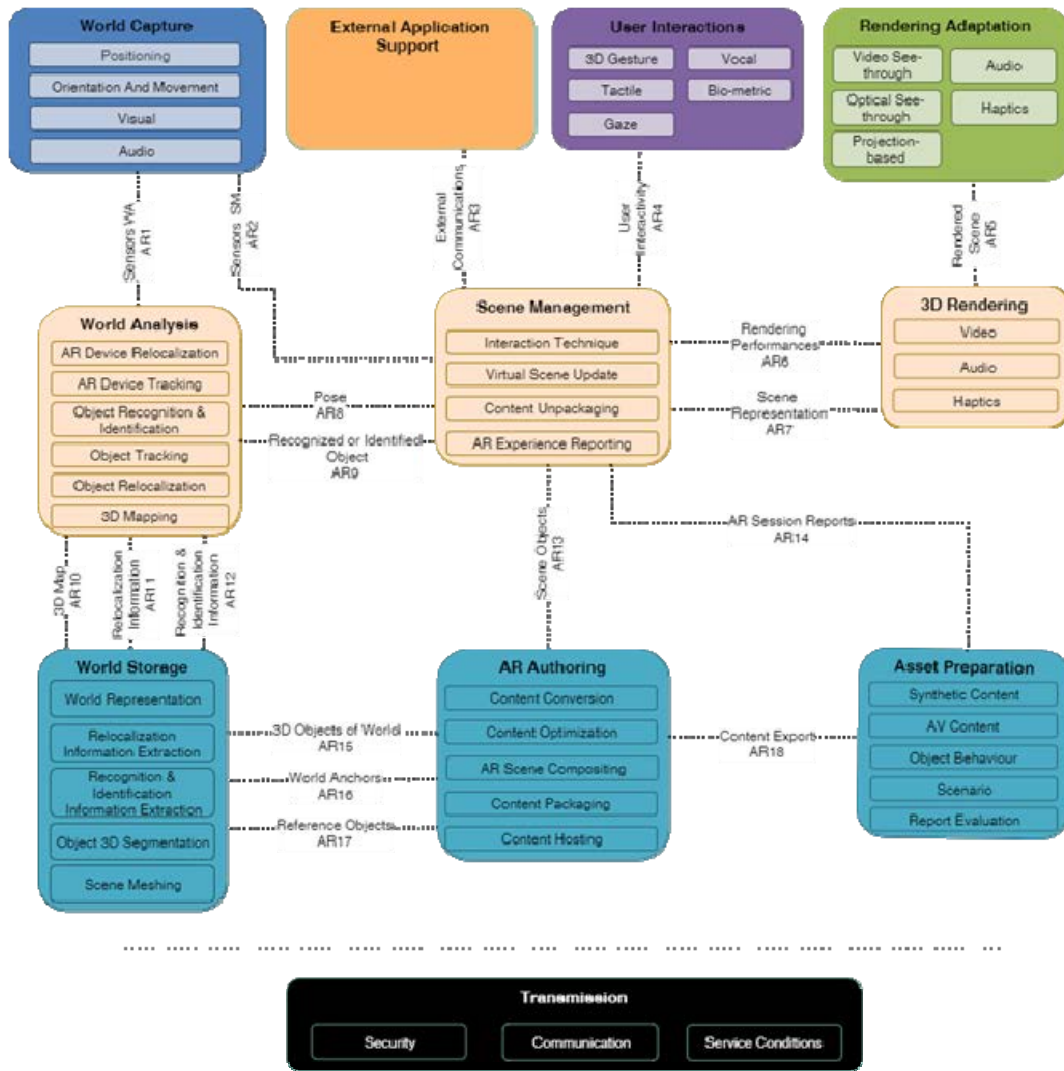 World Capture
Positioning
Orientation And Movement
Visual
Audio
External Application
Support
User Interactions
3D Gesture
Vocal
Tactile
Bio-metric
Gaze
Rendering Adaptation
Video See-
through
Audio
Optical See-
through
Haptics
Projection-
based
Sensors WA
AR1
Sensors SM
AR2
External
Communications
AR3
User
Interactivity
AR4
Rendered
Scene
AR5
World Analysis
AR Device Relocalization
AR Device Tracking
Object Recognition &
Identification
Object Tracking
Object Relocalization
3D Mapping
Pose
AR8
Recognized or Identified
Object
AR9
Scene Management
Interaction Technique
Virtual Scene Update
Content Unpackaging
AR Experience Reporting
Rendering
Performances
AR6
Scene
Representation
AR7
3D Rendering
Video
Audio
Haptics
3D Map
AR10
Relocalization
Information
AR11
Recognition &
Identification
Information
AR12
Scene Objects
AR13
AR Session Reports
AR14
World Storage
World Representation
Relocalization
Information Extraction
Recognition &
Identification
Information Extraction
Object 3D Segmentation
Scene Meshing
3D Objects of World
AR15
World Anchors
AR16
Reference Objects
AR17
AR Authoring
Content Conversion
Content Optimization
AR Scene Compositing
Content Packaging
Content Hosting
Content Export
AR18
Asset Preparation
Synthetic Content
AV Content
Object Behaviour
Scenario
Report Evaluation
Transmission
Security
Communication
Service Conditions